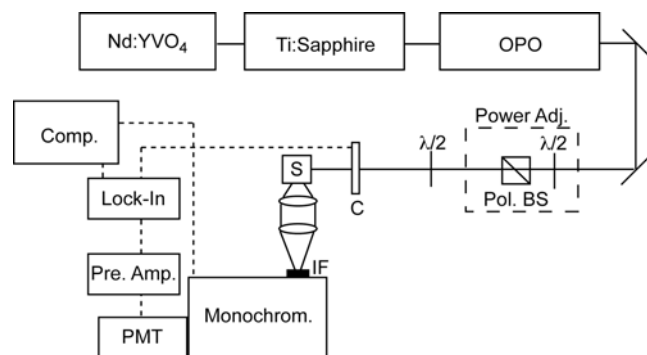 Nd:YVO4
Ti:Sapphire
OPO
Comp.
Power Adj.
λ/2
λ/2
S
C
Pol. BS
Lock-In
Pre. Amp.
IF
Monochrom.
PMT